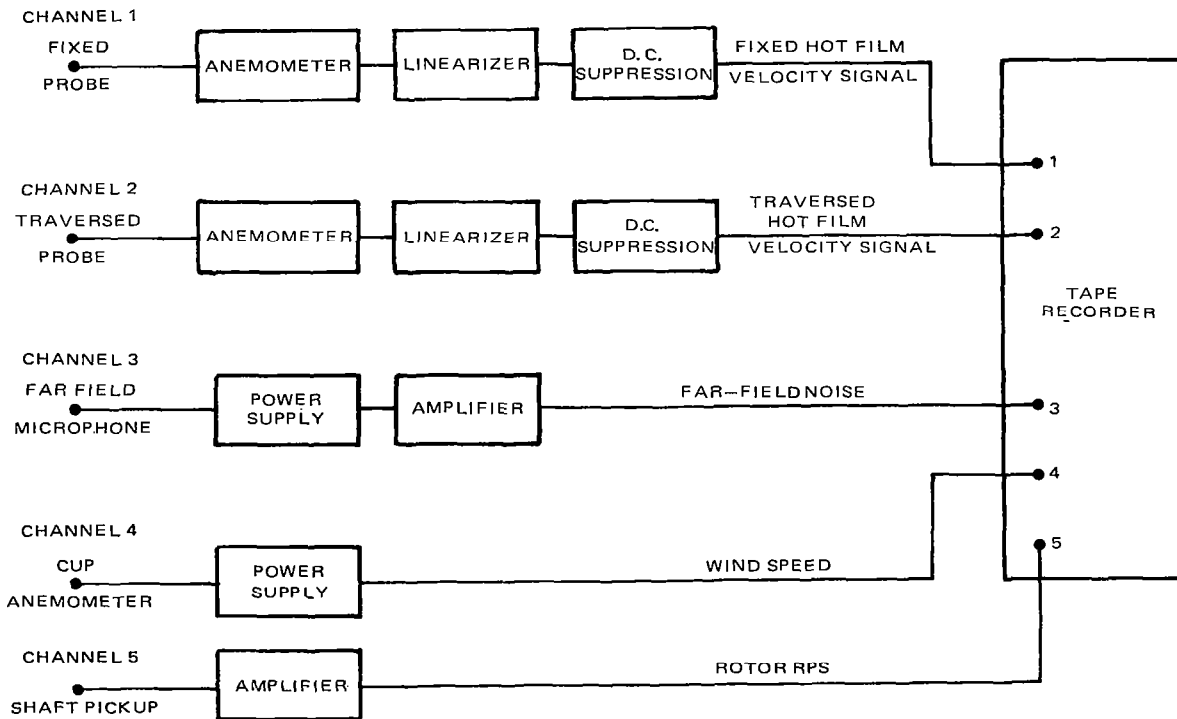 CHANNEL 1
FIXED
PROBE
ANEMOMETER
LINEARIZER
D.C.
SUPPRESSION
FIXED HOT FILM
VELOCITY SIGNAL
1
CHANNEL 2
TRAVERSED
PROBE
ANEMOMETER
LINEARIZER
D.C.
SUPPRESSION
TRAVERSED
HOT FILM
VELOCITY SIGNAL
2
TAPE
RECORDER
CHANNEL 3
FAR FIELD
MICROPHONE
POWER
SUPPLY
AMPLIFIER
FAR—FIELD NOISE
3
4
CHANNEL 4
CUP
ANEMOMETER
POWER
SUPPLY
WIND SPEED
5
CHANNEL 5
SHAFT PICKUP
AMPLIFIER
ROTOR RPS